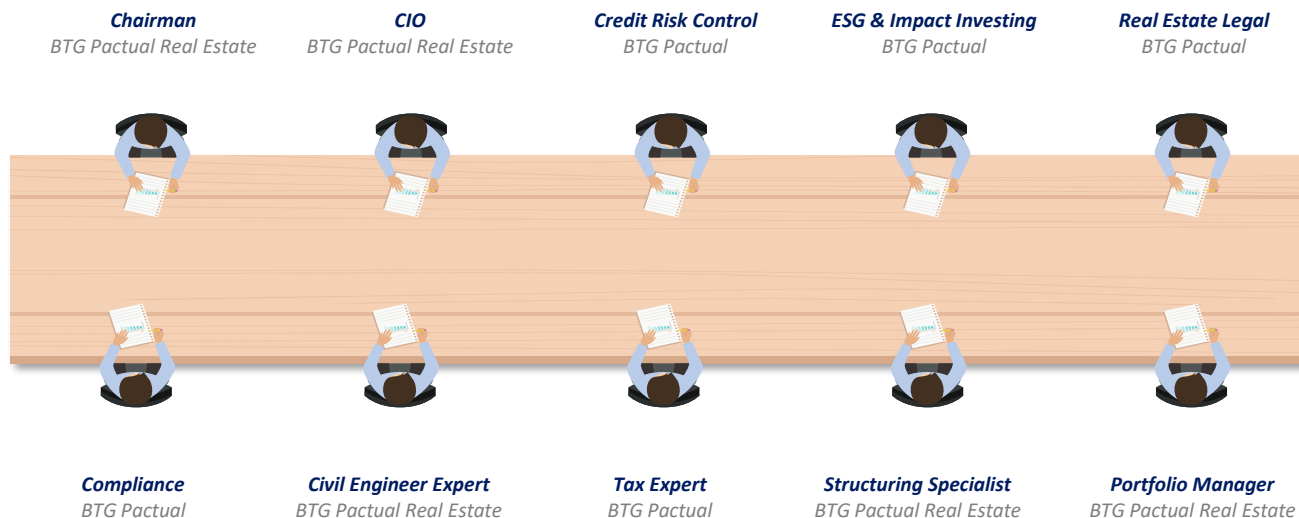 Chairman
BTG Pactual Real Estate
CIO
BTG Pactual Real Estate
Credit Risk Control
BTG Pactual
ESG & Impact Investing
BTG Pactual
Real Estate Legal
BTG Pactual
Compliance
BTG Pactual
Civil Engineer Expert
BTG Pactual Real Estate
Tax Expert
BTG Pactual
Structuring Specialist
BTG Pactual Real Estate
Portfolio Manager
BTG Pactual Real Estate